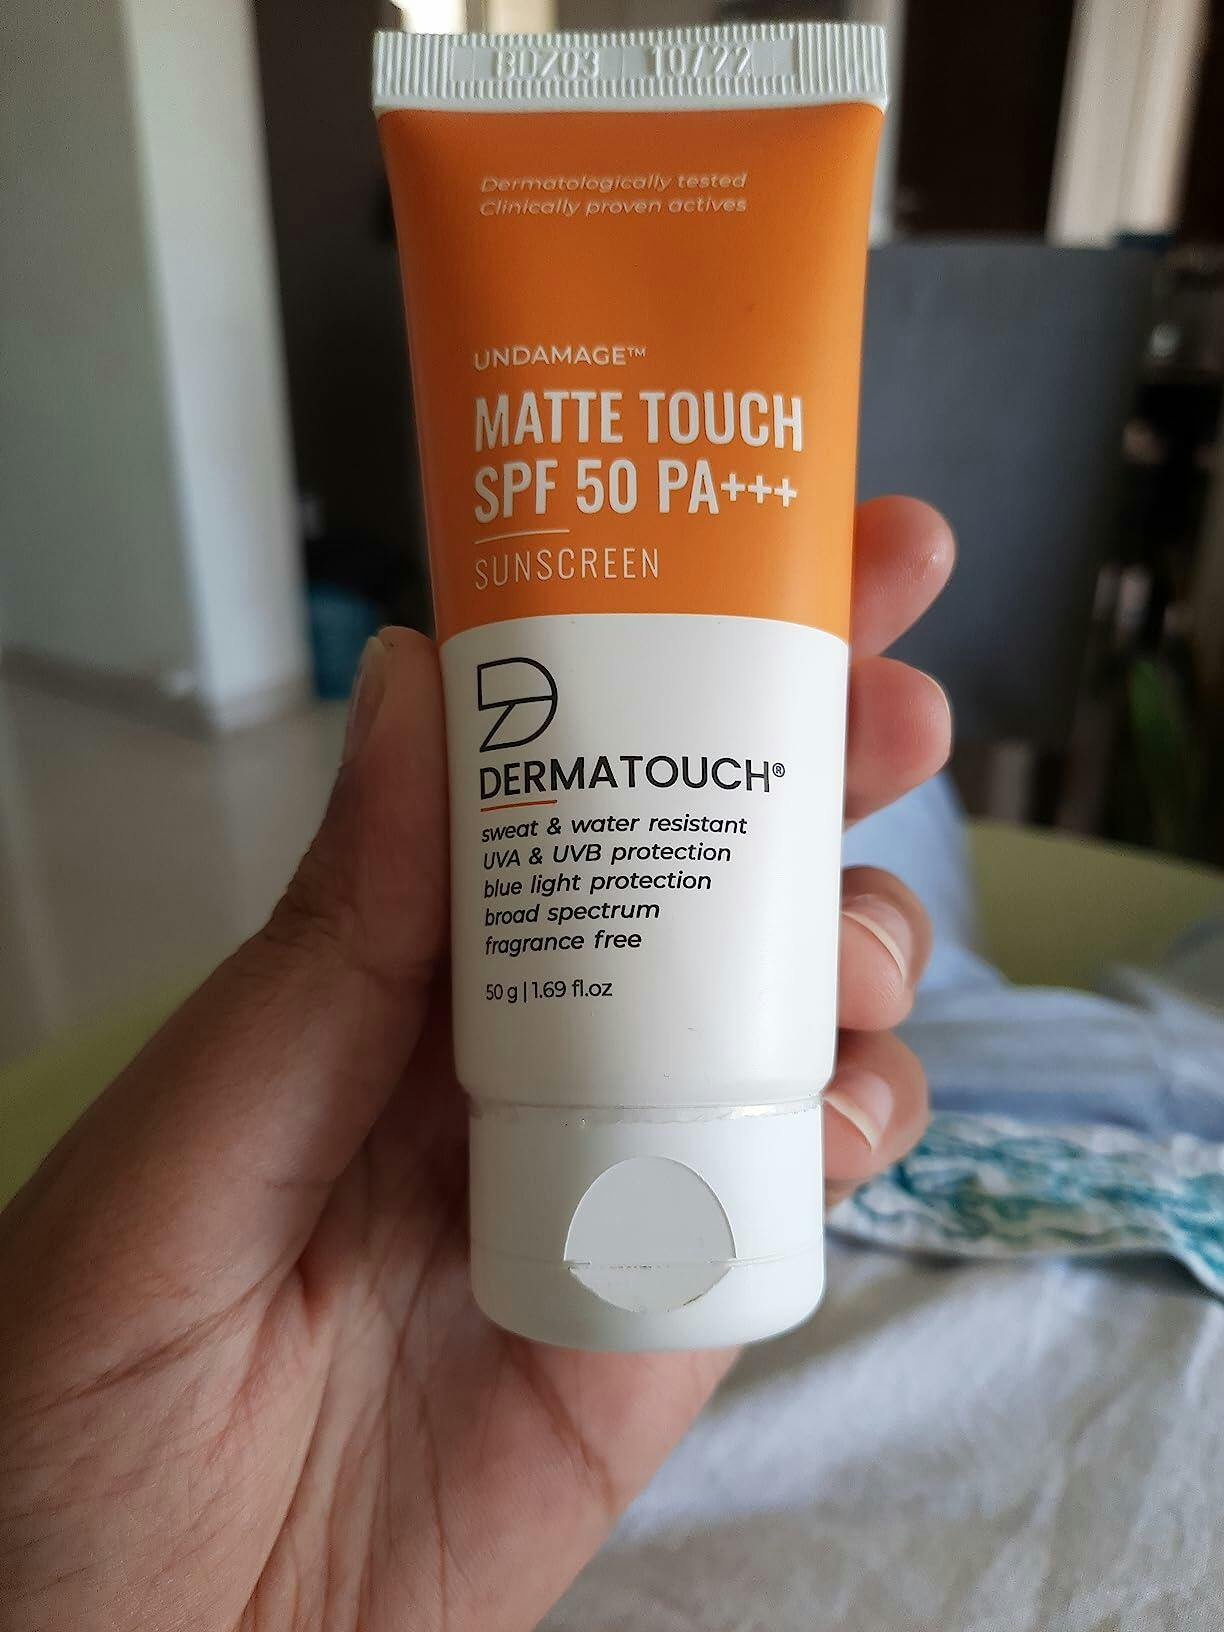 BDZ03 10/22
Dermatologically tested
Clinically proven actives
UNDAMAGE™
MATTE TOUCH
SPF 50 PA+++
SUNSCREEN
DERMATOUCH®
sweat & water resistant
UVA & UVB protection
blue light protection
broad spectrum
fragrance free
50 g | 1.69 fl.oz